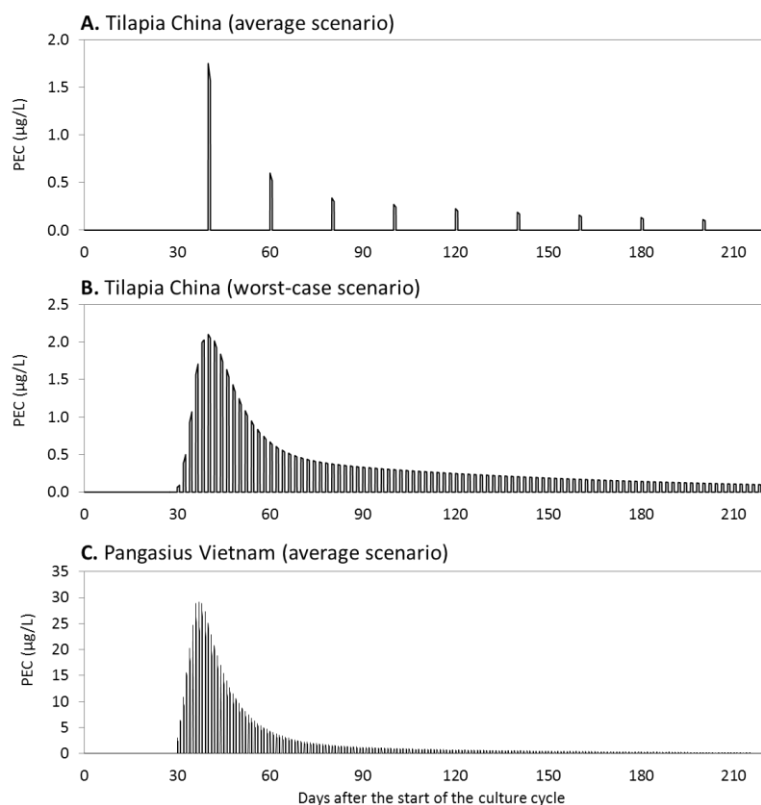 A. Tilapia China (average scenario)
2.0
1.5
1.0
0.5
0.0
PEC (µg/L)
0 30 60 90 120 150 180 210
B. Tilapia China (worst-case scenario)
2.5
2.0
1.5
1.0
0.5
0.0
PEC (µg/L)
0 30 60 90 120 150 180 210
C. Pangasius Vietnam (average scenario)
35
30
25
20
15
10
5
0
PEC (µg/L)
0 30 60 90 120 150 180 210
Days after the start of the culture cycle